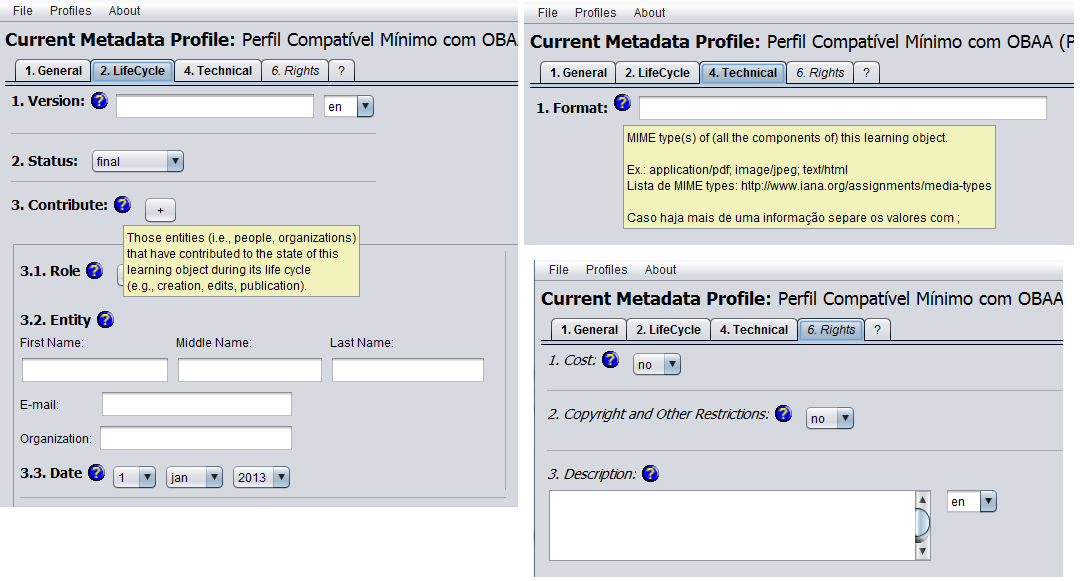 File Profiles About
Current Metadata Profile: Perfil Compatível Mínimo com OBA
1. General 2. LifeCycle 4. Technical 6. Rights ?
1. Version: ? en
2. Status: final
3. Contribute: ? +
Those entities (i.e., people, organizations)
that have contributed to the state of this
learning object during its life cycle
(e.g., creation, edits, publication).
3.1. Role ?
3.2. Entity ?
First Name: Middle Name: Last Name:
E-mail:
Organization:
3.3. Date ? 1 jan 2013
File Profiles About
Current Metadata Profile: Perfil Compatível Mínimo com OBAA (P
1. General 2. LifeCycle 4. Technical 6. Rights ?
1. Format: ?
MIME type(s) of (all the components of) this learning object.
Ex.: application/pdf; image/jpeg; text/html
Lista de MIME types: http://www.iana.org/assignments/media-types
Caso haja mais de uma informação separe os valores com ;
File Profiles About
Current Metadata Profile: Perfil Compatível Mínimo com OBAA
1. General 2. LifeCycle 4. Technical 6. Rights ?
1. Cost: ? no
2. Copyright and Other Restrictions: ? no
3. Description: ?
en